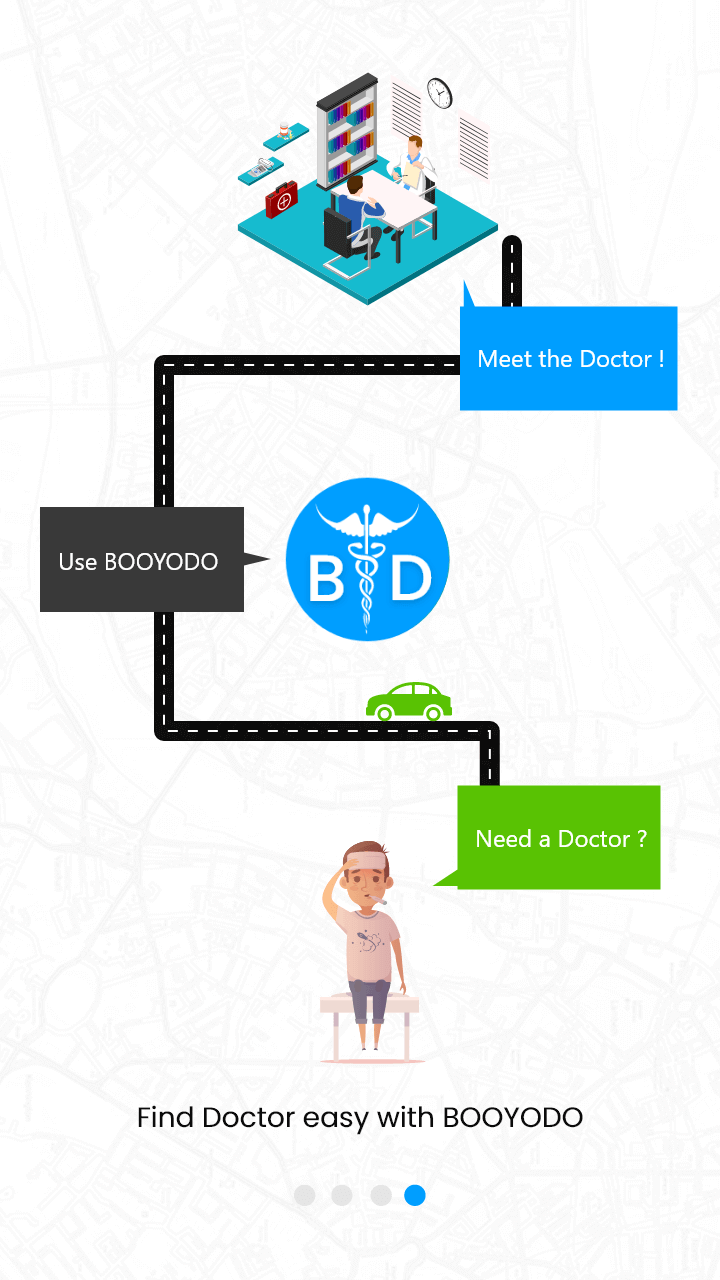 Meet the Doctor !
Use BOOYODO
B D
Need a Doctor ?
Find Doctor easy with BOOYODO